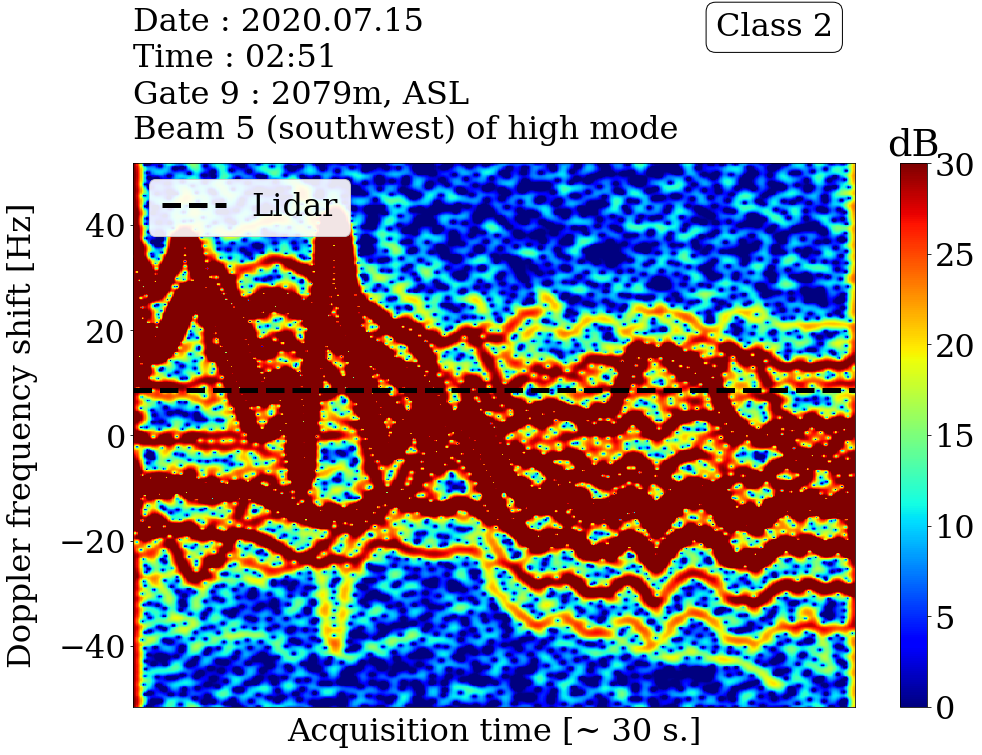 Date : 2020.07.15
Time : 02:51
Gate 9 : 2079m, ASL
Beam 5 (southwest) of high mode
Class 2
dB
Lidar
Doppler frequency shift [Hz]
40
20
0
−20
−40
30
25
20
15
10
5
0
Acquisition time [~ 30 s.]